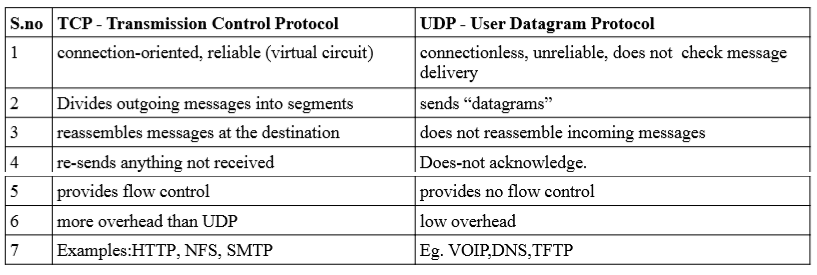 S.no TCP - Transmission Control Protocol UDP - User Datagram Protocol
1 connection-oriented, reliable (virtual circuit) connectionless, unreliable, does not check message
delivery
2 Divides outgoing messages into segments sends “datagrams”
3 reassembles messages at the destination does not reassemble incoming messages
4 re-sends anything not received Does-not acknowledge.
5 provides flow control provides no flow control
6 more overhead than UDP low overhead
7 Examples:HTTP, NFS, SMTP Eg. VOIP,DNS,TFTP